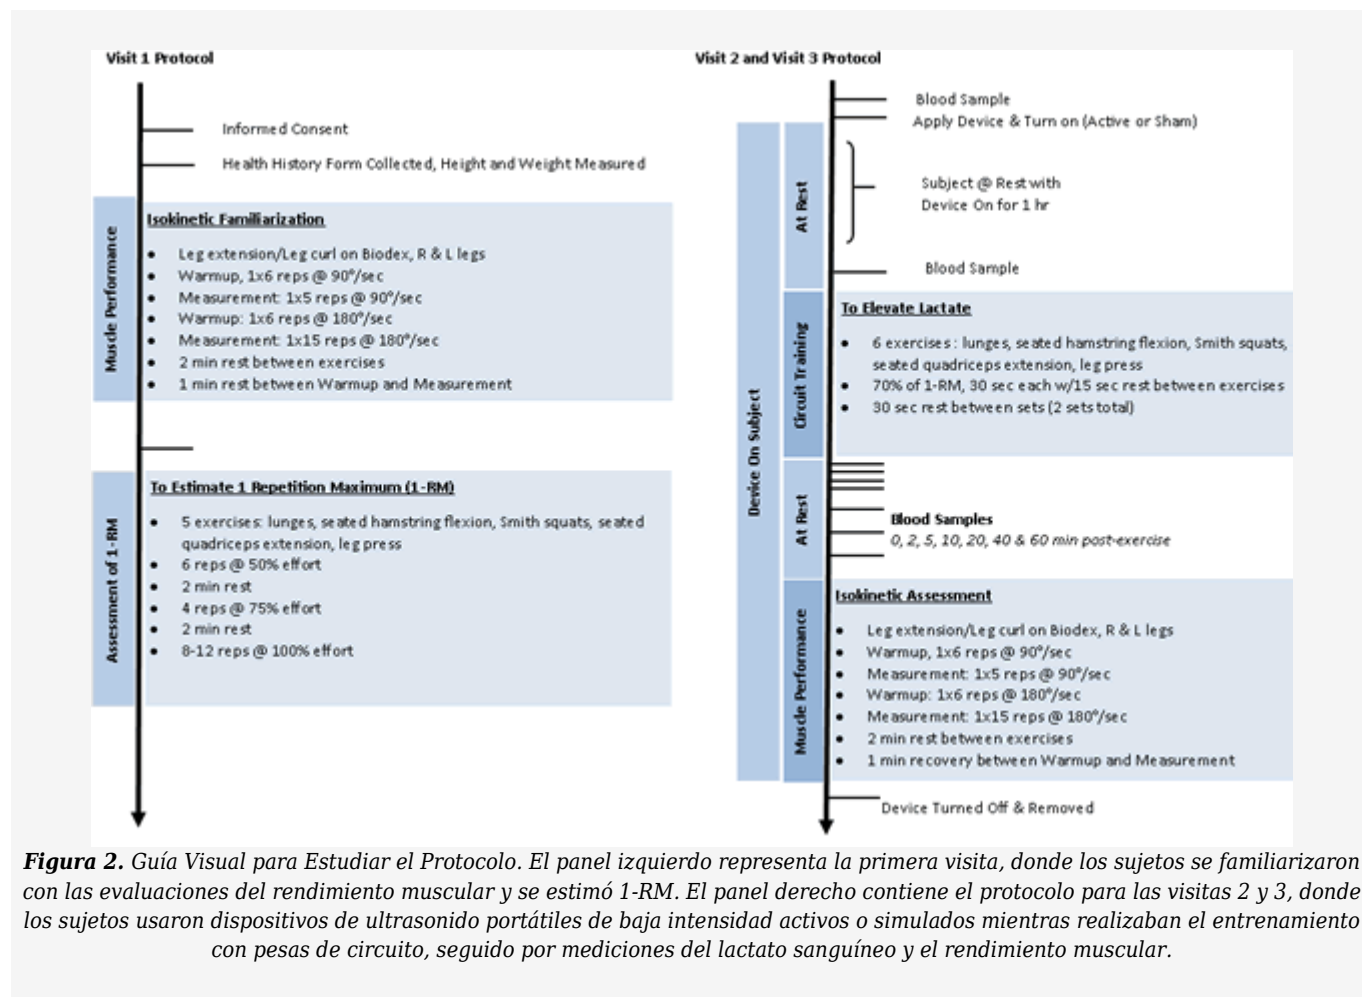 Visit 1 Protocol
Informed Consent
Health History Form Collected, Height and Weight Measured
Muscle Performance
Isokinetic Familiarization
• Leg extension/Leg curl on Biodex, R & L legs
• Warmup, 1x6 reps @ 90°/sec
• Measurement: 1x5 reps @ 90°/sec
• Warmup: 1x6 reps @ 180°/sec
• Measurement: 1x15 reps @ 180°/sec
• 2 min rest between exercises
• 1 min rest between Warmup and Measurement
Assessment of 1-RM
To Estimate 1 Repetition Maximum (1-RM)
• 5 exercises: lunges, seated hamstring flexion, Smith squats, seated
quadriceps extension, leg press
• 6 reps @ 50% effort
• 2 min rest
• 4 reps @ 75% effort
• 2 min rest
• 8-12 reps @ 100% effort
Visit 2 and Visit 3 Protocol
Blood Sample
Apply Device & Turn on (Active or Sham)
Device On Subject
At Rest
Subject @ Rest with
Device On for 1 hr
Blood Sample
Circuit Training
To Elevate Lactate
• 6 exercises : lunges, seated hamstring flexion, Smith squats,
seated quadriceps extension, leg press
• 70% of 1-RM, 30 sec each w/15 sec rest between exercises
• 30 sec rest between sets (2 sets total)
At Rest
Blood Samples
0, 2, 5, 10, 20, 40 & 60 min post-exercise
Muscle Performance
Isokinetic Assessment
• Leg extension/Leg curl on Biodex, R & L legs
• Warmup, 1x6 reps @ 90°/sec
• Measurement: 1x5 reps @ 90°/sec
• Warmup: 1x6 reps @ 180°/sec
• Measurement: 1x15 reps @ 180°/sec
• 2 min rest between exercises
• 1 min recovery between Warmup and Measurement
Device Turned Off & Removed
Figura 2. Guía Visual para Estudiar el Protocolo. El panel izquierdo representa la primera visita, donde los sujetos se familiarizaron
con las evaluaciones del rendimiento muscular y se estimó 1-RM. El panel derecho contiene el protocolo para las visitas 2 y 3, donde
los sujetos usaron dispositivos de ultrasonido portátiles de baja intensidad activos o simulados mientras realizaban el entrenamiento
con pesas de circuito, seguido por mediciones del lactato sanguíneo y el rendimiento muscular.